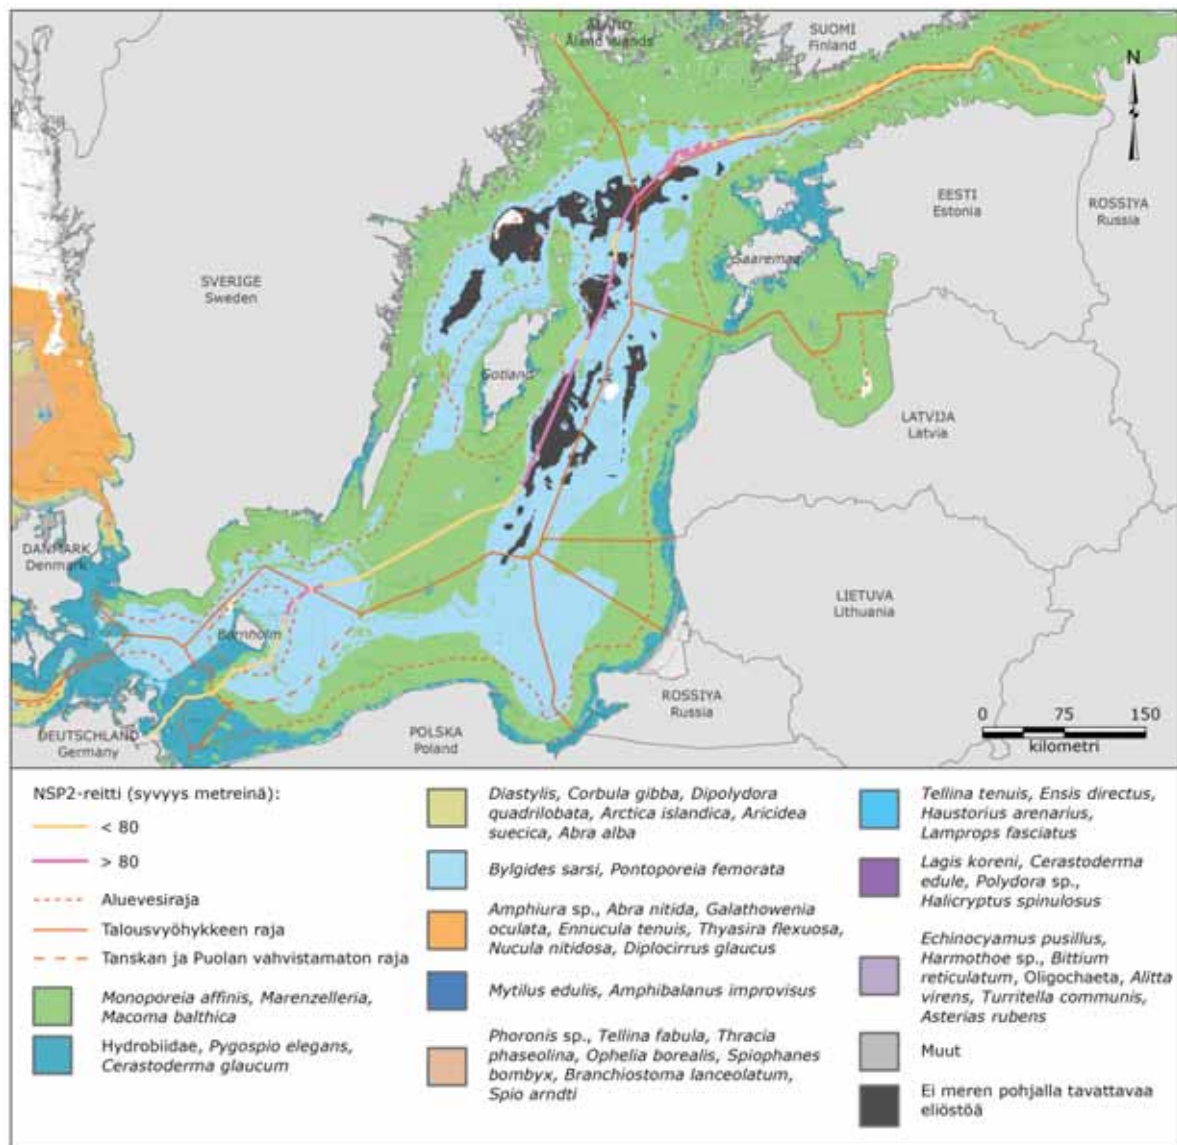 ÅLAND
Åland Islands
SUOMI
Finland
N
EESTI
Estonia
ROSSIYA
Russia
SVERIGE
Sweden
Saaremaa
Gotland
LATVIJA
Latvia
DANMARK
Denmark
LIETUVA
Lithuania
Bornholm
ROSSIYA
Russia
DEUTSCHLAND
Germany
POLSKA
Poland
0 75 150
kilometri
NSP2-reitti (syvyys metreinä):
< 80
> 80
Aluevesiraja
Talousvyöhykkeen raja
Tanskan ja Puolan vahvistamaton raja
Monoporeia affinis, Marenzelleria,
Macoma balthica
Hydrobiidae, Pygospio elegans,
Cerastoderma glaucum
Diastylis, Corbula gibba, Dipolydora
quadrilobata, Arctica islandica, Aricidea
suecica, Abra alba
Bylgides sarsi, Pontoporeia femorata
Amphiura sp., Abra nitida, Galathowenia
oculata, Ennucula tenuis, Thyasira flexuosa,
Nucula nitidosa, Diplocirrus glaucus
Mytilus edulis, Amphibalanus improvisus
Phoronis sp., Tellina fabula, Thracia
phaseolina, Ophelia borealis, Spiophanes
bombyx, Branchiostoma lanceolatum,
Spio arndti
Tellina tenuis, Ensis directus,
Haustorius arenarius,
Lamprops fasciatus
Lagis koreni, Cerastoderma
edule, Polydora sp.,
Halicryptus spinulosus
Echinocyamus pusillus,
Harmothoe sp., Bittium
reticulatum, Oligochaeta, Alitta
virens, Turritella communis,
Asterias rubens
Muut
Ei meren pohjalla tavattavaa
eliöstöä